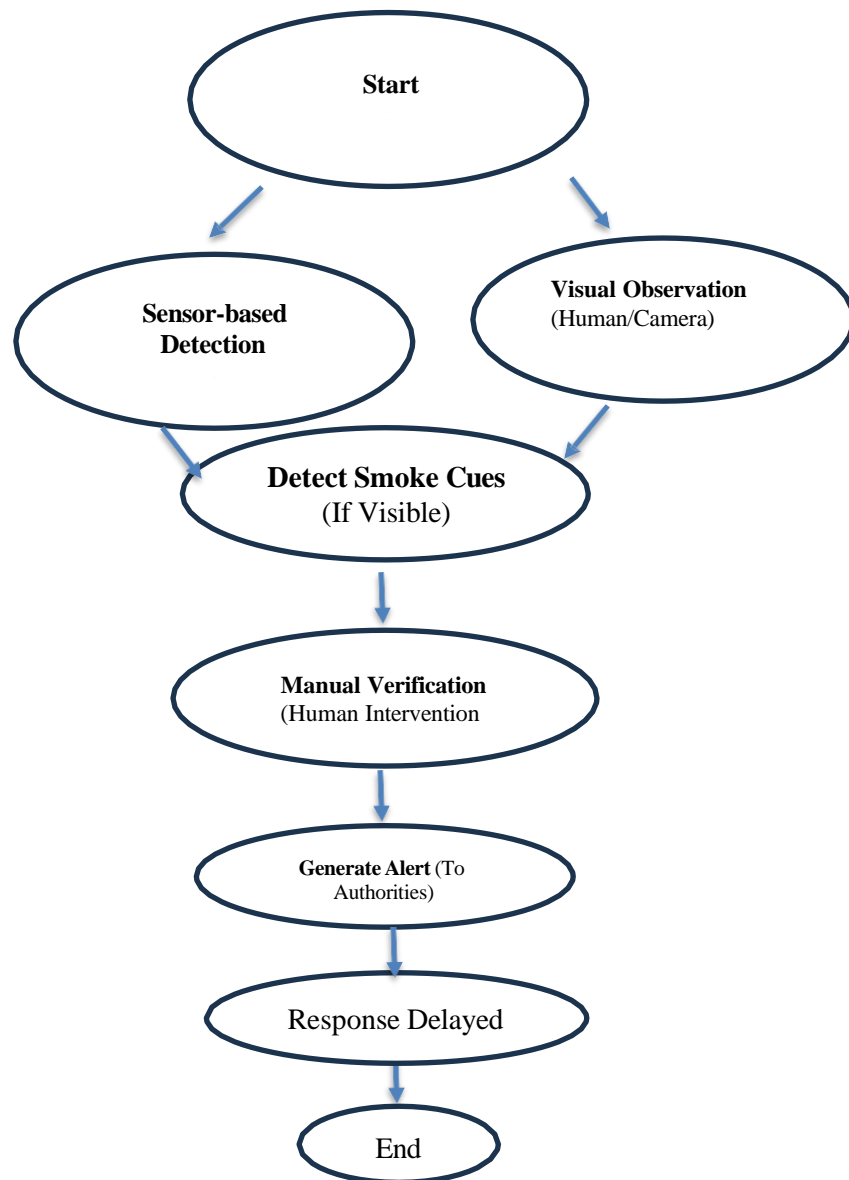 Start
Sensor-based
Detection
Visual Observation
(Human/Camera)
Detect Smoke Cues
(If Visible)
Manual Verification
(Human Intervention
Generate Alert (To
Authorities)
Response Delayed
End